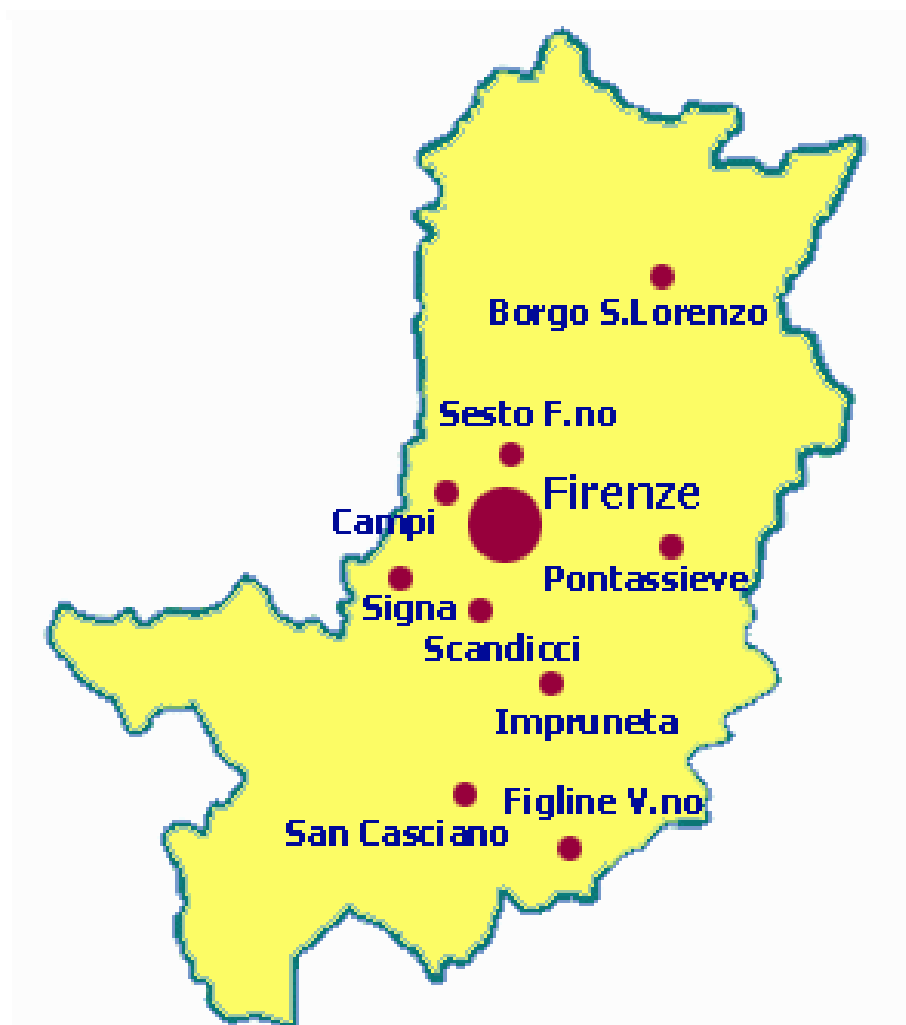 Borgo S.Lorenzo
Sesto F.no
Firenze
Campi
Pontassieve
Signa
Scandicci
Impruneta
Figline V.no
San Casciano